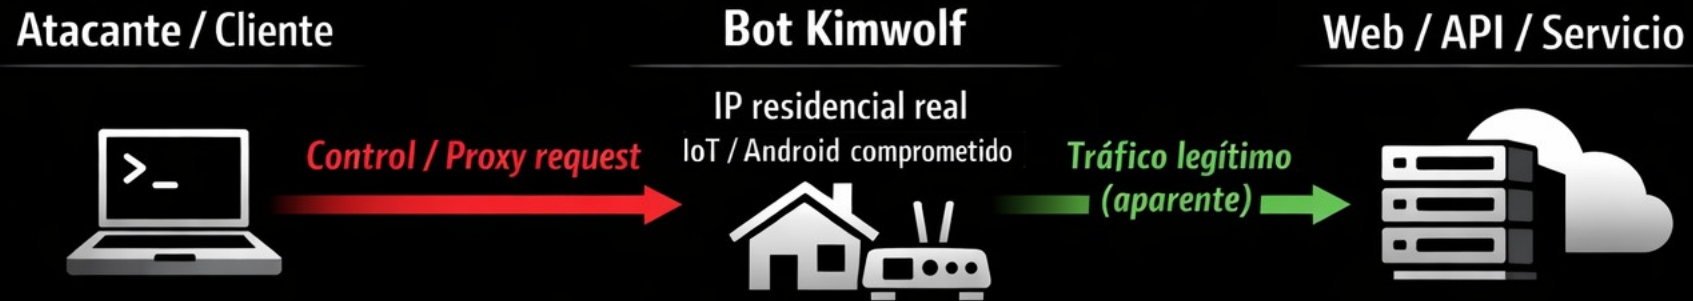 Atacante / Cliente
Bot Kimwolf
Web / API / Servicio
IP residencial real
IoT / Android comprometido
Control / Proxy request
Tráfico legítimo
(aparente)
>_